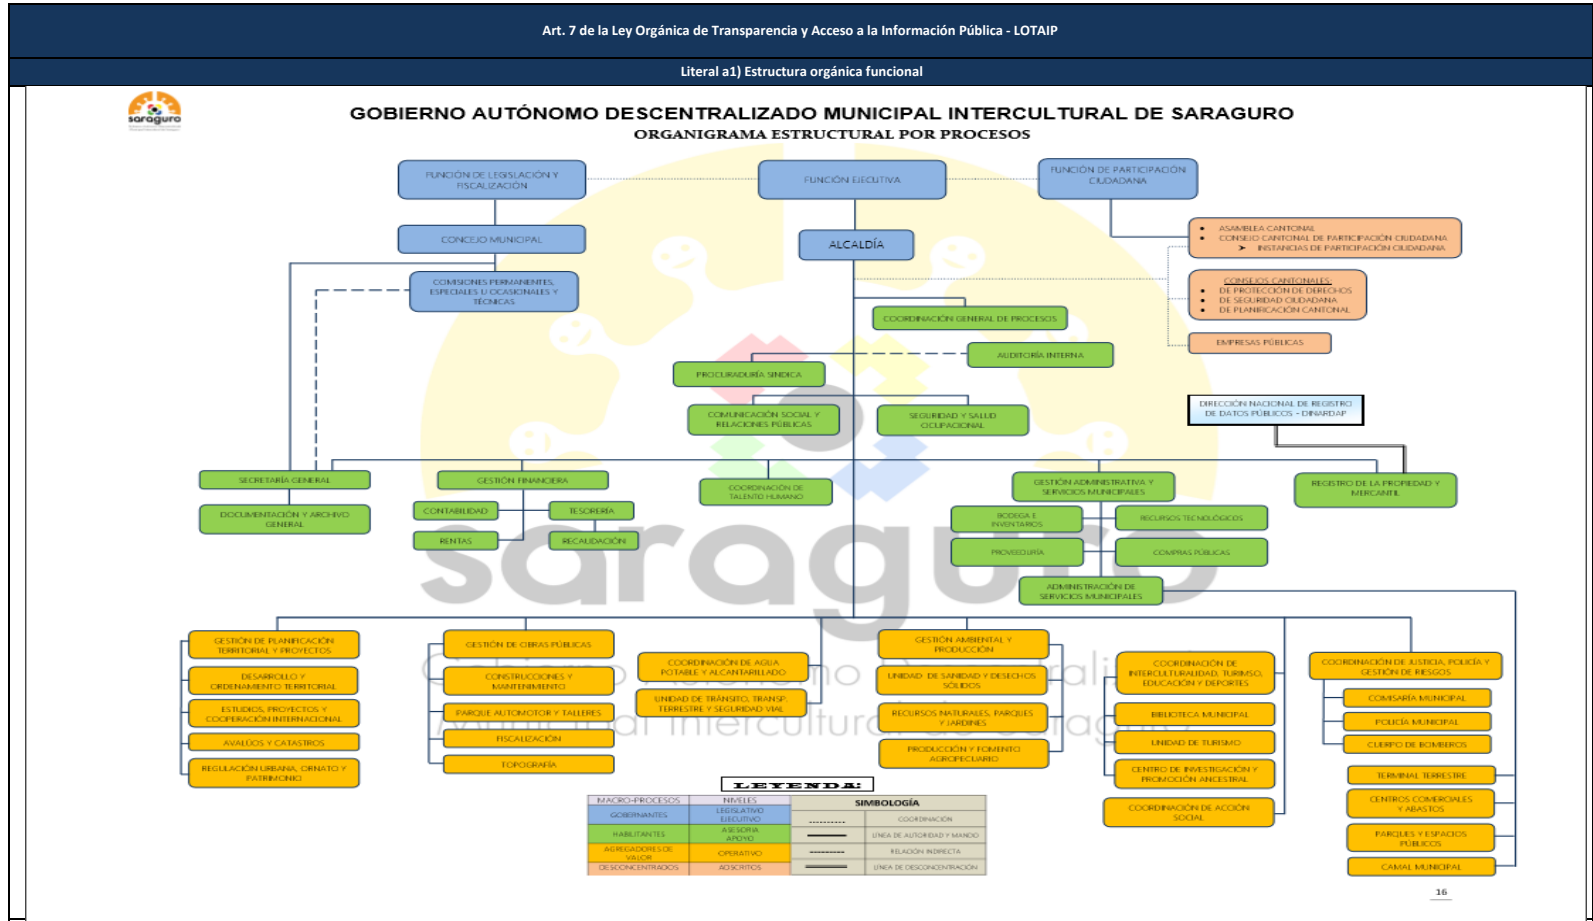 Art. 7 de la Ley Orgánica de Transparencia y Acceso a la Información Pública - LOTAIP
Literal a1) Estructura orgánica funcional
saraguro
GOBIERNO AUTÓNOMO DESCENTRALIZADO MUNICIPAL INTERCULTURAL DE SARAGURO
ORGANIGRAMA ESTRUCTURAL POR PROCESOS
FUNCIÓN DE LEGISLACIÓN Y
FISCALIZACIÓN
FUNCIÓN EJECUTIVA
FUNCIÓN DE PARTICIPACIÓN
CIUDADANA
CONCEJO MUNICIPAL
ALCALDÍA
• ASAMBLEA CANTONAL
• CONSEJO CANTONAL DE PARTICIPACIÓN CIUDADANA
➤ INSTANCIAS DE PARTICIPACIÓN CIUDADANA
COMISIONES PERMANENTES,
ESPECIALES U OCASIONALES Y
TÉCNICAS
CONSEJOS CANTONALES:
• DE PROTECCIÓN DE DERECHOS
• DE SEGURIDAD CIUDADANA
• DE PLANIFICACIÓN CANTONAL
COORDINACIÓN GENERAL DE PROCESOS
EMPRESAS PÚBLICAS
AUDITORÍA INTERNA
PROCURADURÍA SINDICA
COMUNICACIÓN SOCIAL Y
RELACIONES PÚBLICAS
SEGURIDAD Y SALUD
OCUPACIONAL
DIRECCIÓN NACIONAL DE REGISTRO
DE DATOS PÚBLICOS - DINARDAP
SECRETARÍA GENERAL
GESTIÓN FINANCIERA
COORDINACIÓN DE
TALENTO HUMANO
GESTIÓN ADMINISTRATIVA Y
SERVICIOS MUNICIPALES
REGISTRO DE LA PROPIEDAD Y
MERCANTIL
DOCUMENTACIÓN Y ARCHIVO
GENERAL
CONTABILIDAD
TESORERÍA
RENTAS
RECAUDACIÓN
BODEGA E
INVENTARIOS
RECURSOS TECNOLÓGICOS
PROVEEDURÍA
COMPRAS PÚBLICAS
ADMINISTRACIÓN DE
SERVICIOS MUNICIPALES
saraguro
GESTIÓN DE PLANIFICACIÓN
TERRITORIAL Y PROYECTOS
DESARROLLO Y
ORDENAMIENTO TERRITORIAL
ESTUDIOS, PROYECTOS Y
COOPERACIÓN INTERNACIONAL
AVALÚOS Y CATASTROS
REGULACIÓN URBANA, ORNATO Y
PATRIMONIO
GESTIÓN DE OBRAS PÚBLICAS
CONSTRUCCIONES Y
MANTENIMIENTO
PARQUE AUTOMOTOR Y TALLERES
FISCALIZACIÓN
TOPOGRAFÍA
COORDINACIÓN DE AGUA
POTABLE Y ALCANTARILLADO
UNIDAD DE TRÁNSITO, TRANSP.
TERRESTRE Y SEGURIDAD VIAL
GESTIÓN AMBIENTAL Y
PRODUCCIÓN
UNIDAD DE SANIDAD Y DESECHOS
SÓLIDOS
RECURSOS NATURALES, PARQUES
Y JARDINES
PRODUCCIÓN Y FOMENTO
AGROPECUARIO
COORDINACIÓN DE
INTERCULTURALIDAD, TURIMSO,
EDUCACIÓN Y DEPORTES
BIBLIOTECA MUNICIPAL
UNIDAD DE TURISMO
CENTRO DE INVESTIGACIÓN Y
PROMOCIÓN ANCESTRAL
COORDINACIÓN DE ACCIÓN
SOCIAL
COORDINACIÓN DE JUSTICIA, POLICÍA Y
GESTIÓN DE RIESGOS
COMISARÍA MUNICIPAL
POLICÍA MUNICIPAL
CUERPO DE BOMBEROS
TERMINAL TERRESTRE
CENTROS COMERCIALES
Y ABASTOS
PARQUES Y ESPACIOS
PÚBLICOS
CAMAL MUNICIPAL
LEYENDA:
MACRO-PROCESOS NIVELES SIMBOLOGÍA
GOBERNANTES LEGISLATIVO
EJECUTIVO COORDINACIÓN
HABILITANTES ASESORIA
APOYO LÍNEA DE AUTORIDAD Y MANDO
AGREGADORES DE
VALOR OPERATIVO RELACIÓN INDIRECTA
DESCONCENTRADOS ADSCRITOS LÍNEA DE DESCONCENTRACIÓN
16